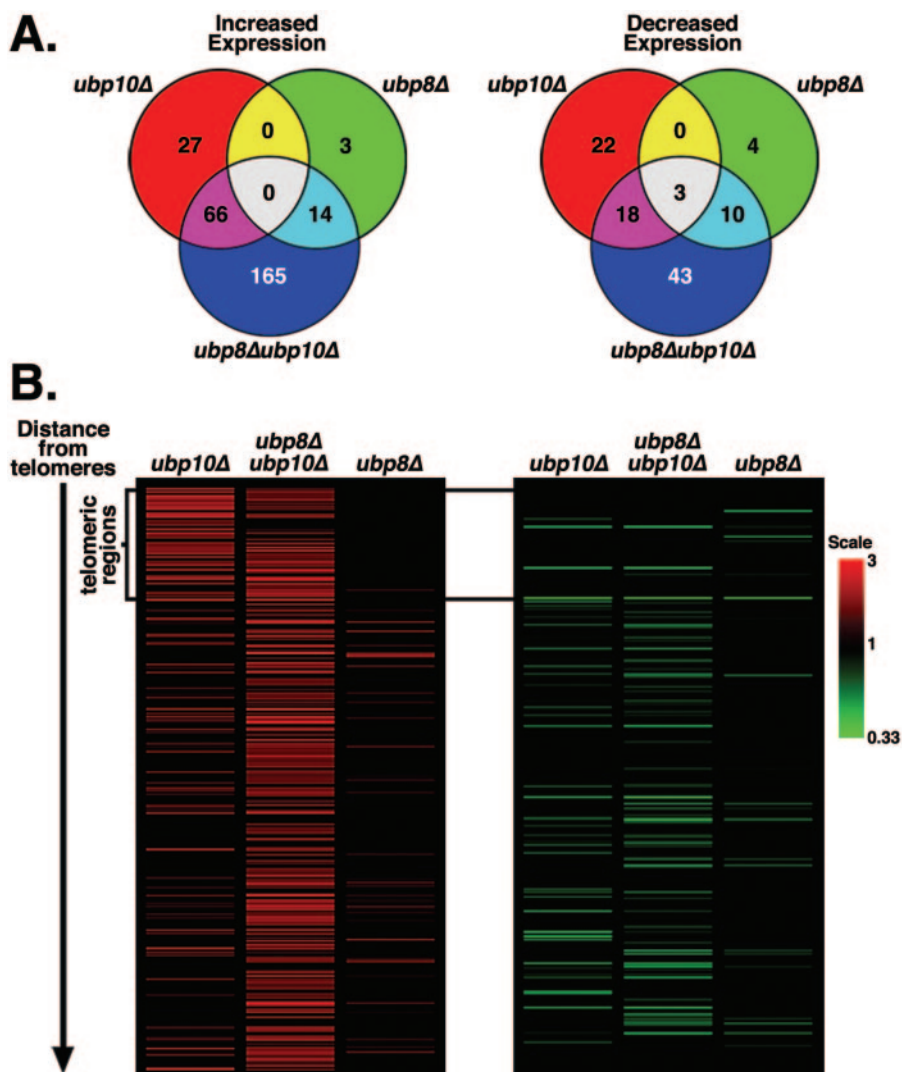 A.
Increased
Expression
ubp10Δ
ubp8Δ
27
0
3
0
66
14
165
ubp8Δubp10Δ
Decreased
Expression
ubp10Δ
ubp8Δ
22
0
4
3
18
10
43
ubp8Δubp10Δ
B.
Distance
from
telomeres
telomeric
regions
ubp10Δ
ubp8Δ
ubp10Δ
ubp8Δ
ubp10Δ
ubp8Δ
ubp10Δ
ubp8Δ
Scale
3
1
0.33